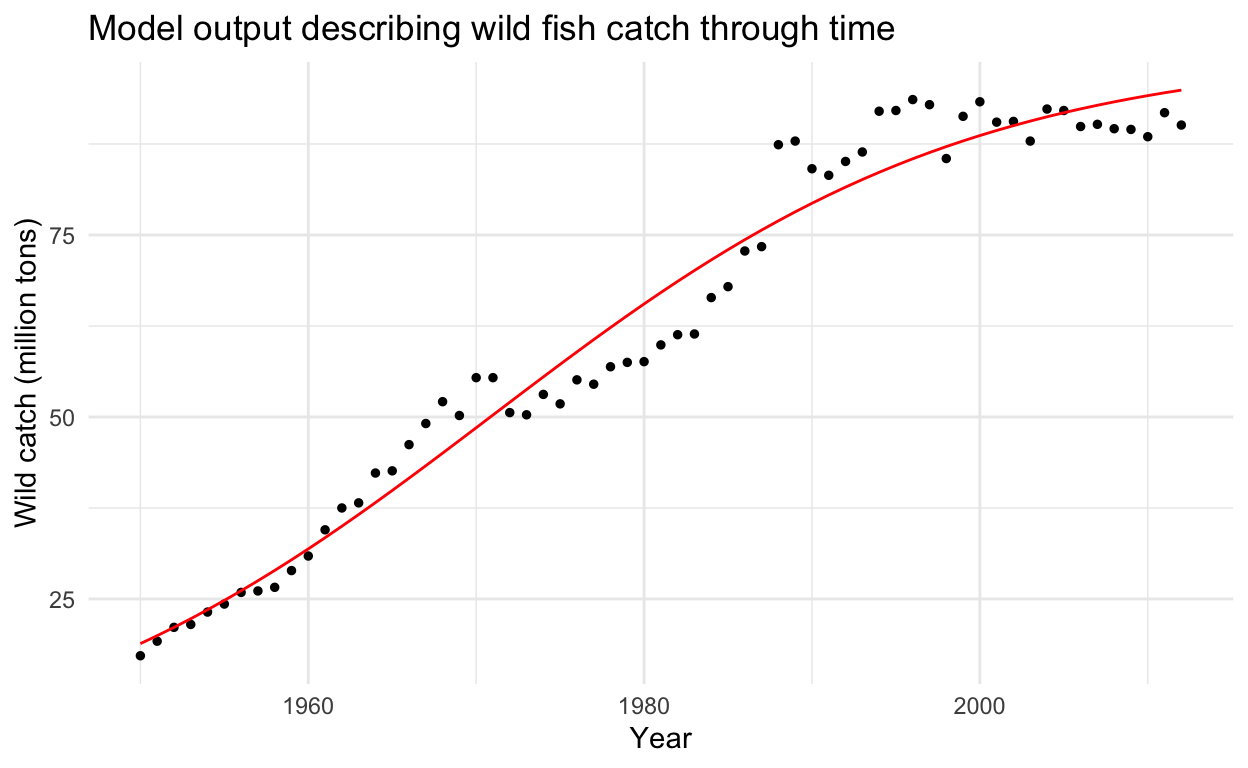 Model output describing wild fish catch through time
Wild catch (million tons)
75
50
25
1960
1980
2000
Year